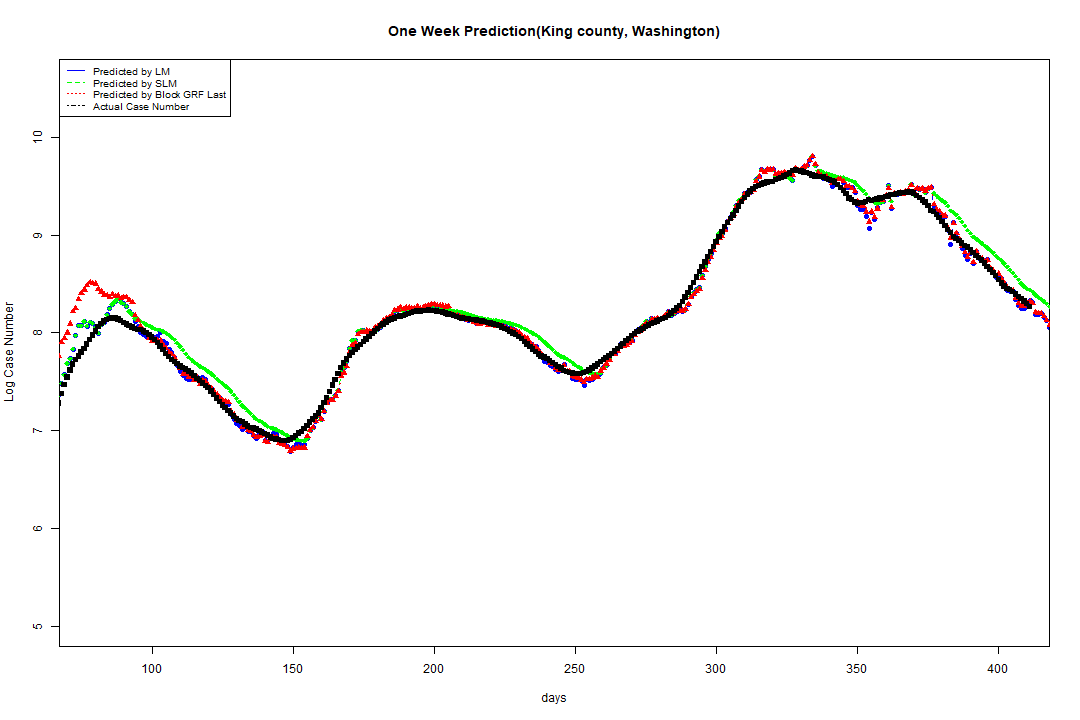 One Week Prediction(King county, Washington)
Predicted by LM
Predicted by SLM
Predicted by Block GRF Last
Actual Case Number
10
9
8
7
6
5
Log Case Number
100 150 200 250 300 350 400
days